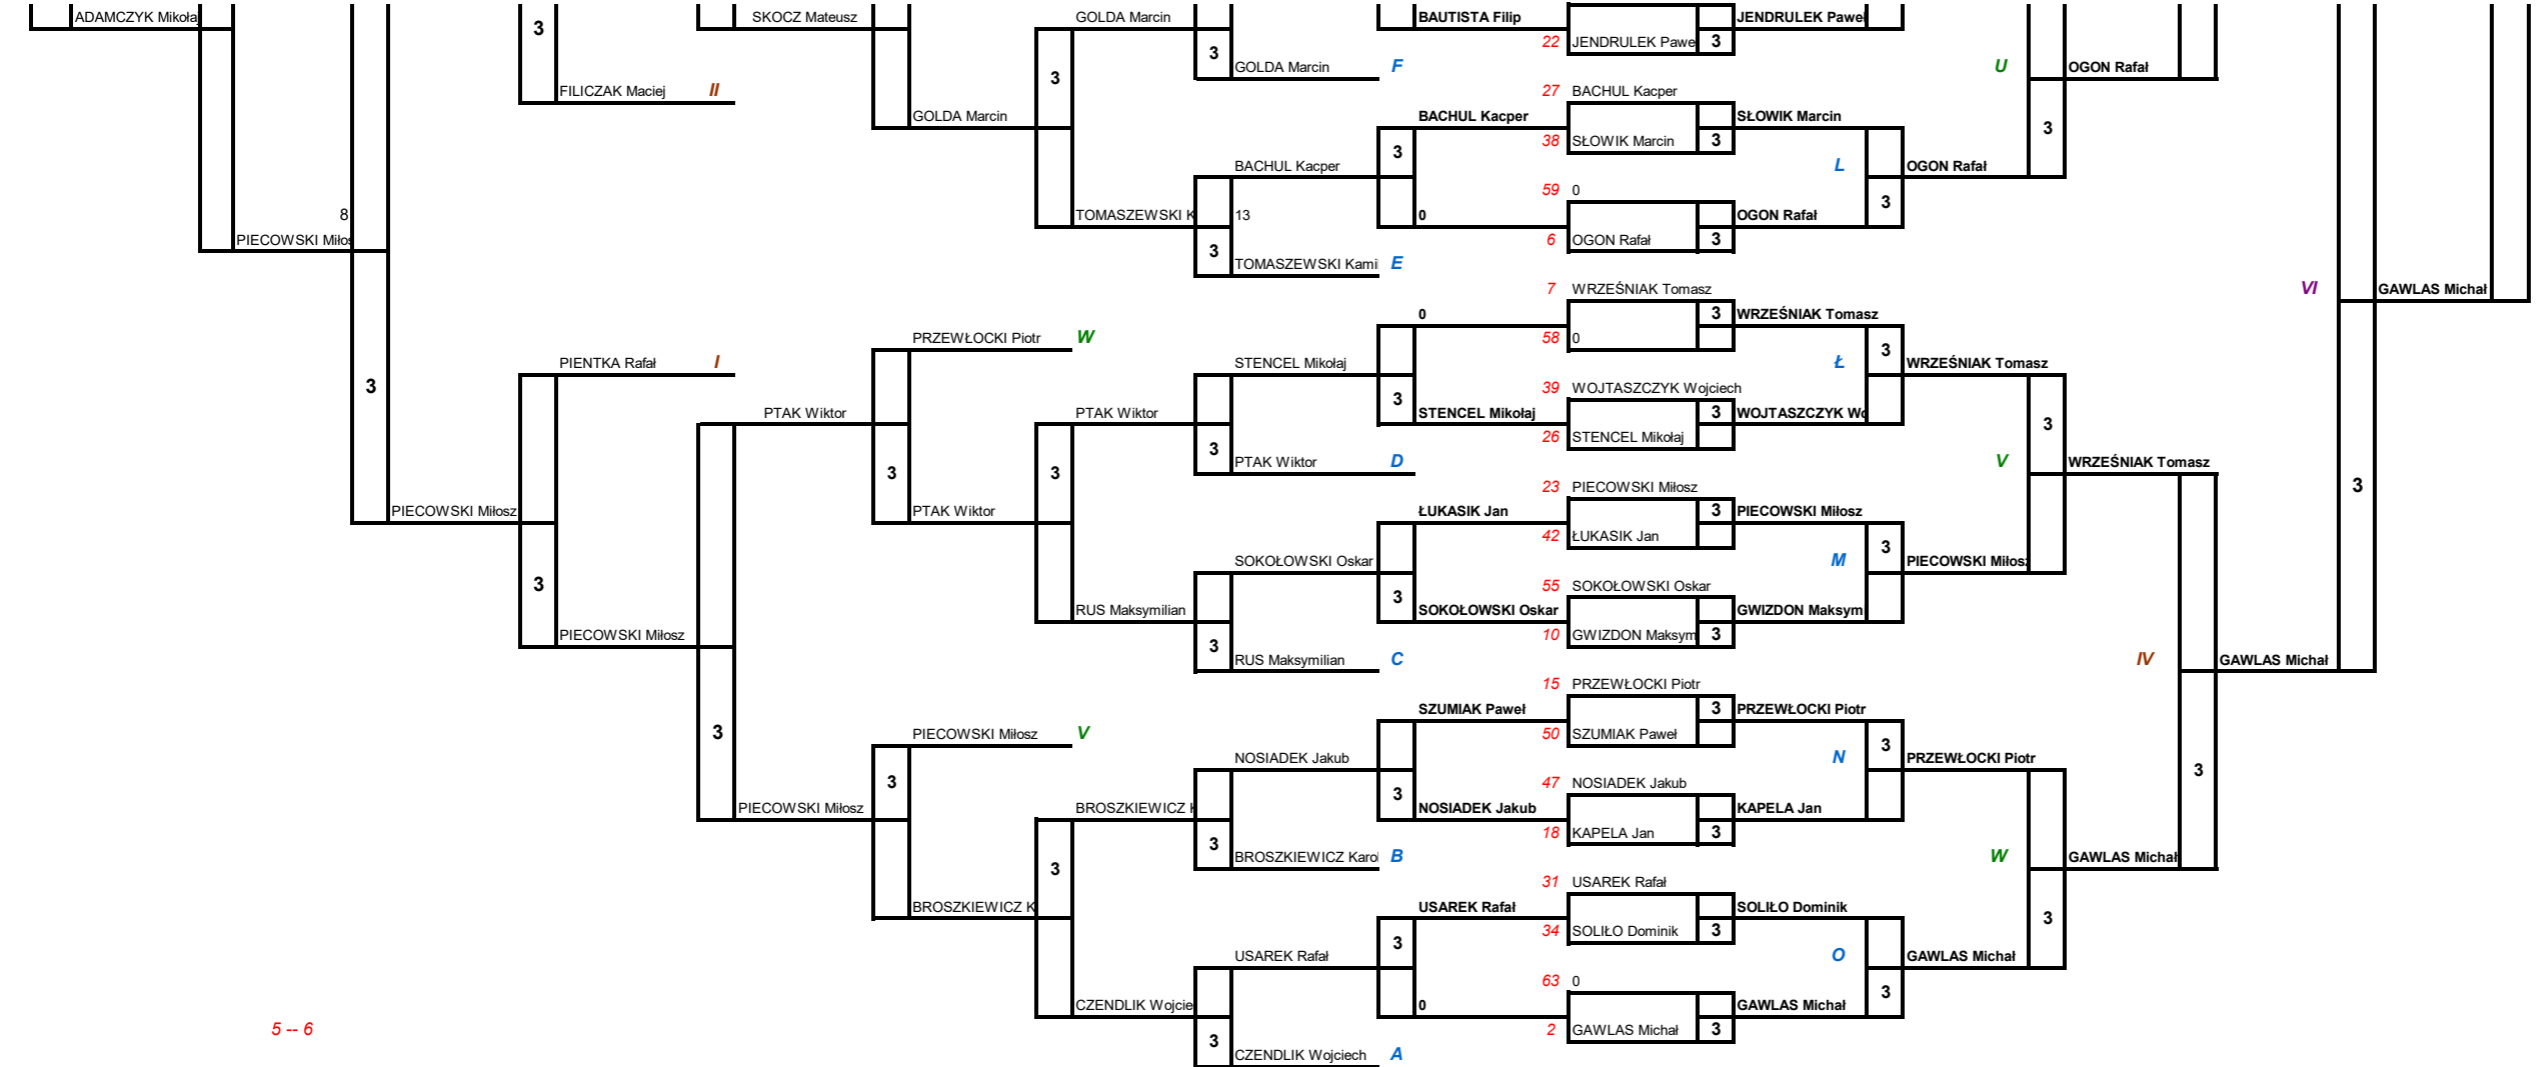 ADAMCZYK Mikoła
3
SKOCZ Mateusz
GOLDA Marcin
BAUTISTA Filip
JENDRULEK Paweł
22 JENDRULEK Pawe 3
3
GOLDA Marcin F
U OGON Rafał
3
FILICZAK Maciej II
27 BACHUL Kacper
GOLDA Marcin
BACHUL Kacper
SŁOWIK Marcin
38 SŁOWIK Marcin 3
3
3
BACHUL Kacper
L OGON Rafał
59 0
3
8
TOMASZEWSKI K
13
0
OGON Rafał
PIECOWSKI Miłos
6 OGON Rafał 3
3
TOMASZEWSKI Kami E
7 WRZEŚNIAK Tomasz
VI GAWLAS Michał
0
3 WRZEŚNIAK Tomasz
58 0
PRZEWŁOCKI Piotr W
3
PIENTKA Rafał I
STENCEL Mikołaj
Ł WRZEŚNIAK Tomasz
3
39 WOJTASZCZYK Wojciech
3
PTAK Wiktor
PTAK Wiktor
STENCEL Mikołaj
3 WOJTASZCZYK Wo
3
26 STENCEL Mikołaj
3
PTAK Wiktor D
V WRZEŚNIAK Tomasz
3
3
23 PIECOWSKI Miłosz
3
PIECOWSKI Miłosz
PTAK Wiktor
ŁUKASIK Jan
3 PIECOWSKI Miłosz
42 ŁUKASIK Jan
3
SOKOŁOWSKI Oskar
M PIECOWSKI Miłosz
3
55 SOKOŁOWSKI Oskar
3
RUS Maksymilian
SOKOŁOWSKI Oskar
GWIZDON Maksym
PIECOWSKI Miłosz
10 GWIZDON Maksym 3
3
RUS Maksymilian C
IV GAWLAS Michał
15 PRZEWŁOCKI Piotr
SZUMIAK Paweł
3 PRZEWŁOCKI Piotr
3
PIECOWSKI Miłosz V
50 SZUMIAK Paweł
3
NOSIADEK Jakub
N PRZEWŁOCKI Piotr
3
3
47 NOSIADEK Jakub
3
PIECOWSKI Miłosz
BROSZKIEWICZ K
NOSIADEK Jakub
KAPELA Jan
18 KAPELA Jan 3
3
BROSZKIEWICZ Karol B
W GAWLAS Michał
3
31 USAREK Rafał
BROSZKIEWICZ K
USAREK Rafał
SOLIŁO Dominik
3
34 SOLIŁO Dominik 3
3
USAREK Rafał
O GAWLAS Michał
63 0
3
CZENDLIK Wojcie
0
GAWLAS Michał
5 -- 6
2 GAWLAS Michał 3
3
CZENDLIK Wojciech A